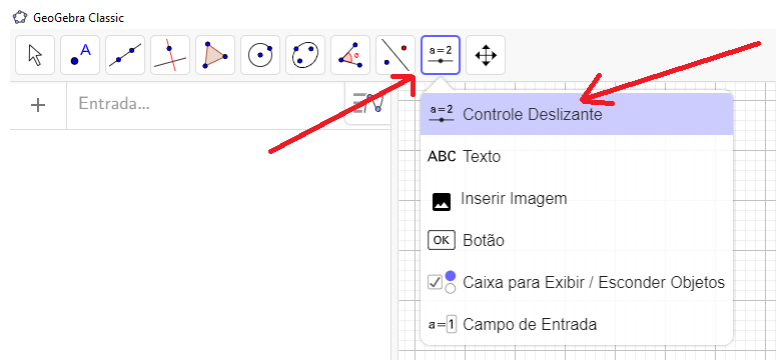 GeoGebra Classic
A
a=2
Entrada...
a=2 Controle Deslizante
ABC Texto
Inserir Imagem
OK Botão
Caixa para Exibir / Esconder Objetos
a=1 Campo de Entrada